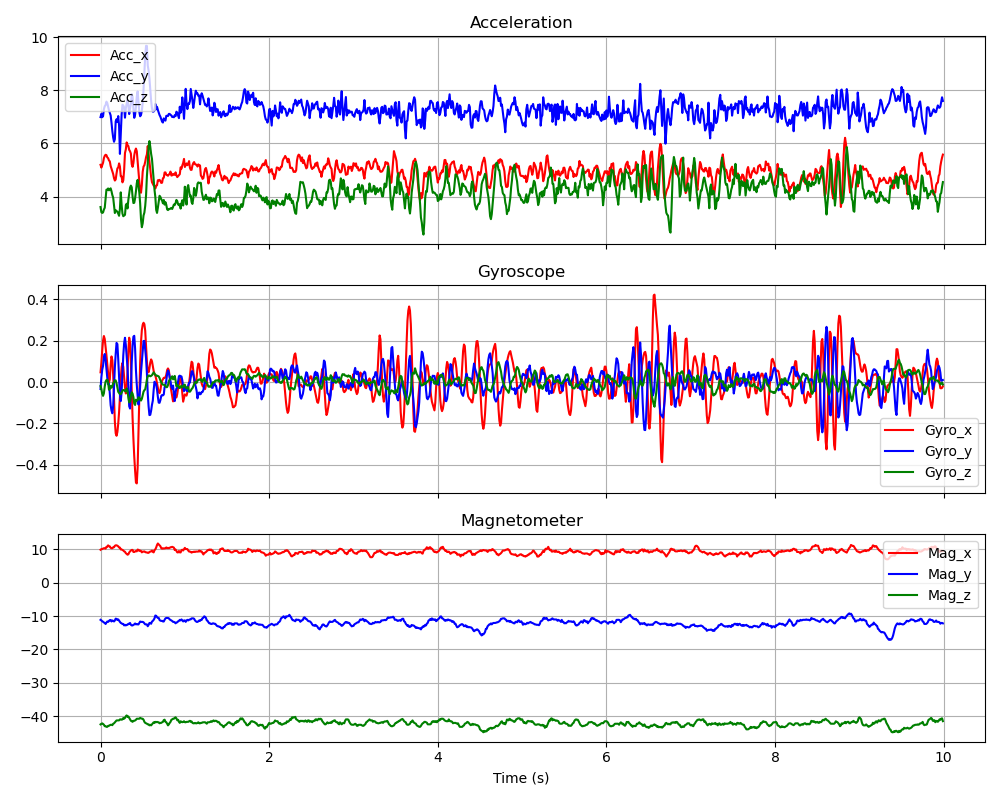 Acceleration
10
8
6
4
Acc_x
Acc_y
Acc_z
Gyroscope
0.4
0.2
0.0
−0.2
−0.4
Gyro_x
Gyro_y
Gyro_z
Magnetometer
10
0
−10
−20
−30
−40
Mag_x
Mag_y
Mag_z
0 2 4 6 8 10
Time (s)